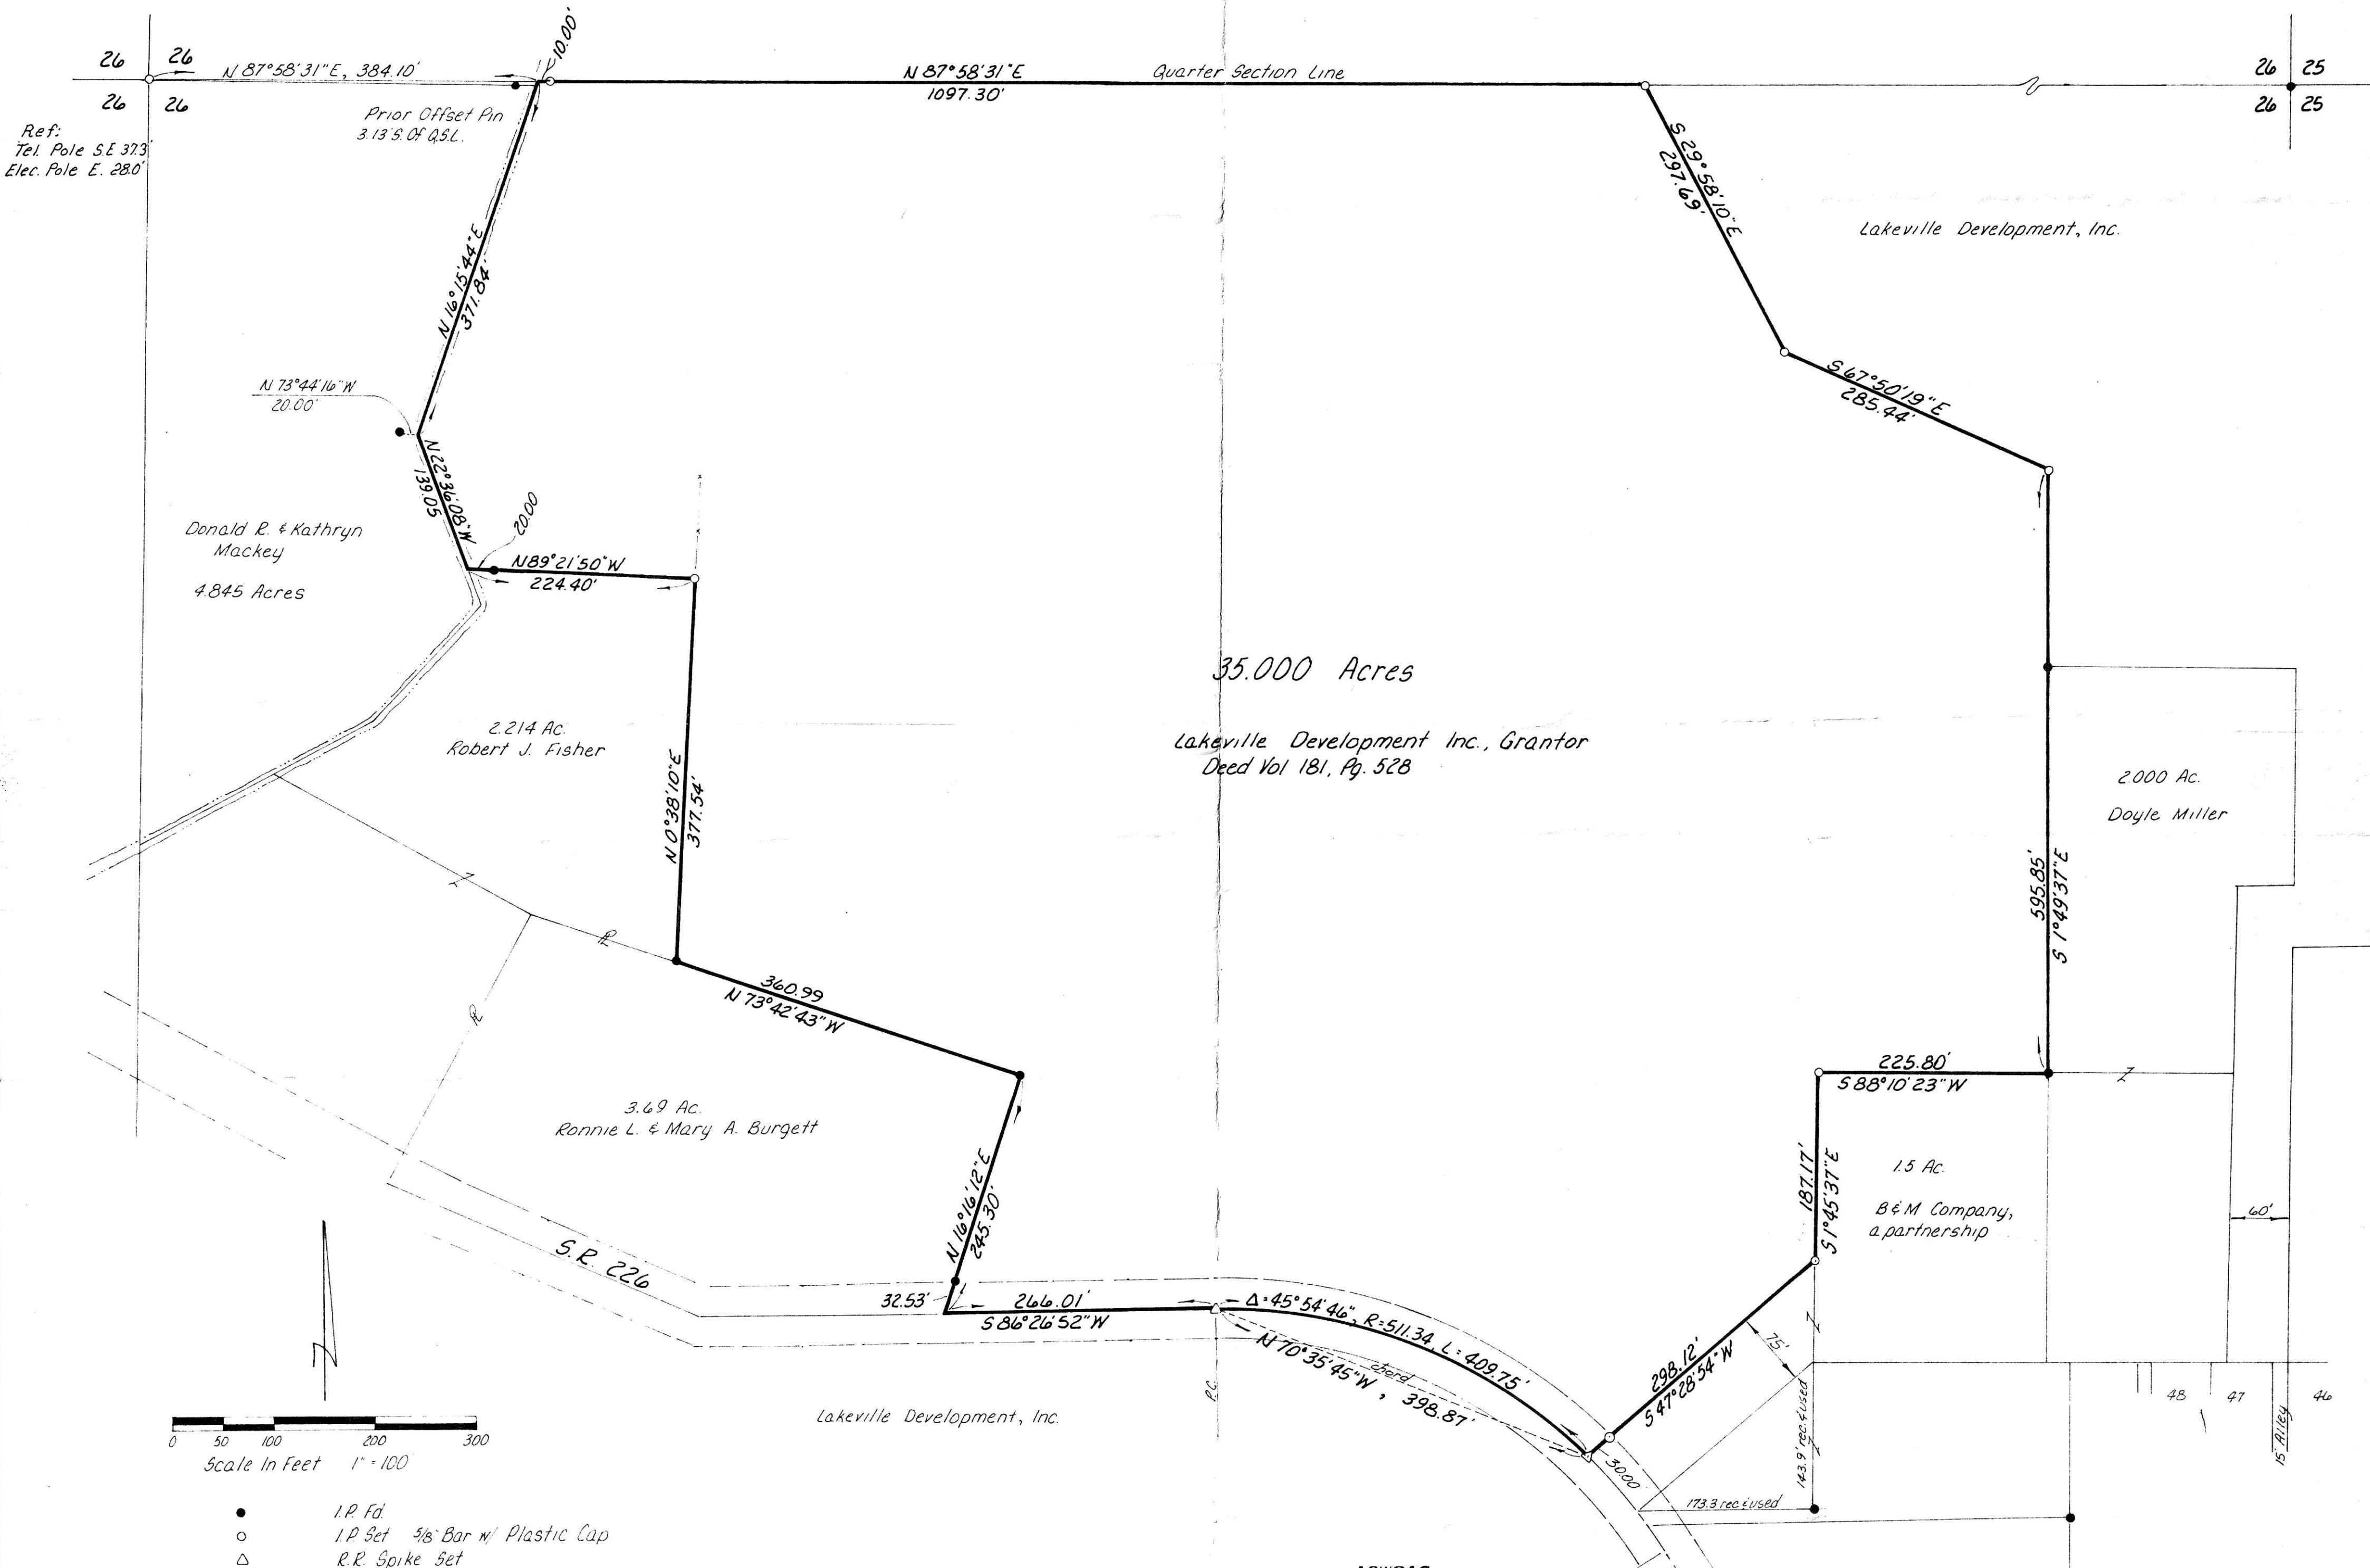 26 26
26 26
N 87°58'31"E, 384.10'
10.00'
N 87°58'31"E
1097.30'
Quarter Section Line
26 25
26 25
Ref:
Tel. Pole S.E 37.3'
Elec. Pole E. 28.0'
Prior Offset Pin
3.13'S. Of Q.S.L.
S 29°58'10"E
297.69'
Lakeville Development, Inc.
N 16°15'44"E
371.84'
N 73°44'16"W
20.00'
S 67°50'19"E
285.44'
N 22°36'08"W
139.05
20.00
Donald R. & Kathryn
Mackey
4.845 Acres
N 89°21'50"W
224.40'
35.000 Acres
Lakeville Development Inc., Grantor
Deed Vol 181, Pg. 528
2.214 Ac.
Robert J. Fisher
N 0°38'10"E
377.54'
2.000 Ac.
Doyle Miller
595.85'
S 1°49'37"E
360.99
N 73°42'43"W
225.80'
S 88°10'23"W
3.69 Ac.
Ronnie L. & Mary A. Burgett
N 16°16'12"E
245.30'
187.17'
S 1°45'37"E
1.5 Ac.
B & M Company,
a partnership
60'
S.R. 226
32.53'
266.01'
S 86°26'52"W
Δ=45°54'46", R=511.34, L=409.75'
chord
N 70°35'45"W, 398.87'
P.C.
298.12'
S 47°28'54"W
75'
30.00
143.9' rec. & used
173.3 rec & used
48 47 46
15' Alley
Lakeville Development, Inc.
0 50 100 200 300
Scale In Feet 1"=100
I.P. Fd.
I.P. Set 5/8" Bar w/ Plastic Cap
R.R. Spike Set